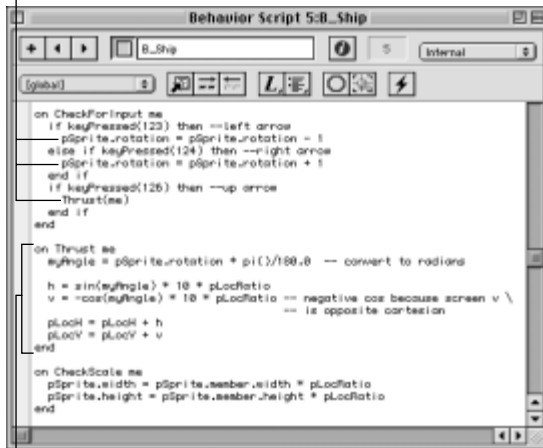 Behavior Script 5:B_Ship
B_Ship
5
Internal
[global]
on CheckForInput me
if keyPressed(123) then --left arrow
pSprite.rotation = pSprite.rotation - 1
else if keyPressed(124) then --right arrow
pSprite.rotation = pSprite.rotation + 1
end if
if keyPressed(126) then --up arrow
Thrust(me)
end if
end
on Thrust me
myAngle = pSprite.rotation * pi()/180.0 -- convert to radians
h = sin(myAngle) * 10 * pLocRatio
v = -cos(myAngle) * 10 * pLocRatio -- negative cos because screen v \
-- is opposite cartesian
pLocH = pLocH + h
pLocV = pLocV + v
end
on CheckScale me
pSprite.width = pSprite.member.width * pLocRatio
pSprite.height = pSprite.member.height * pLocRatio
end